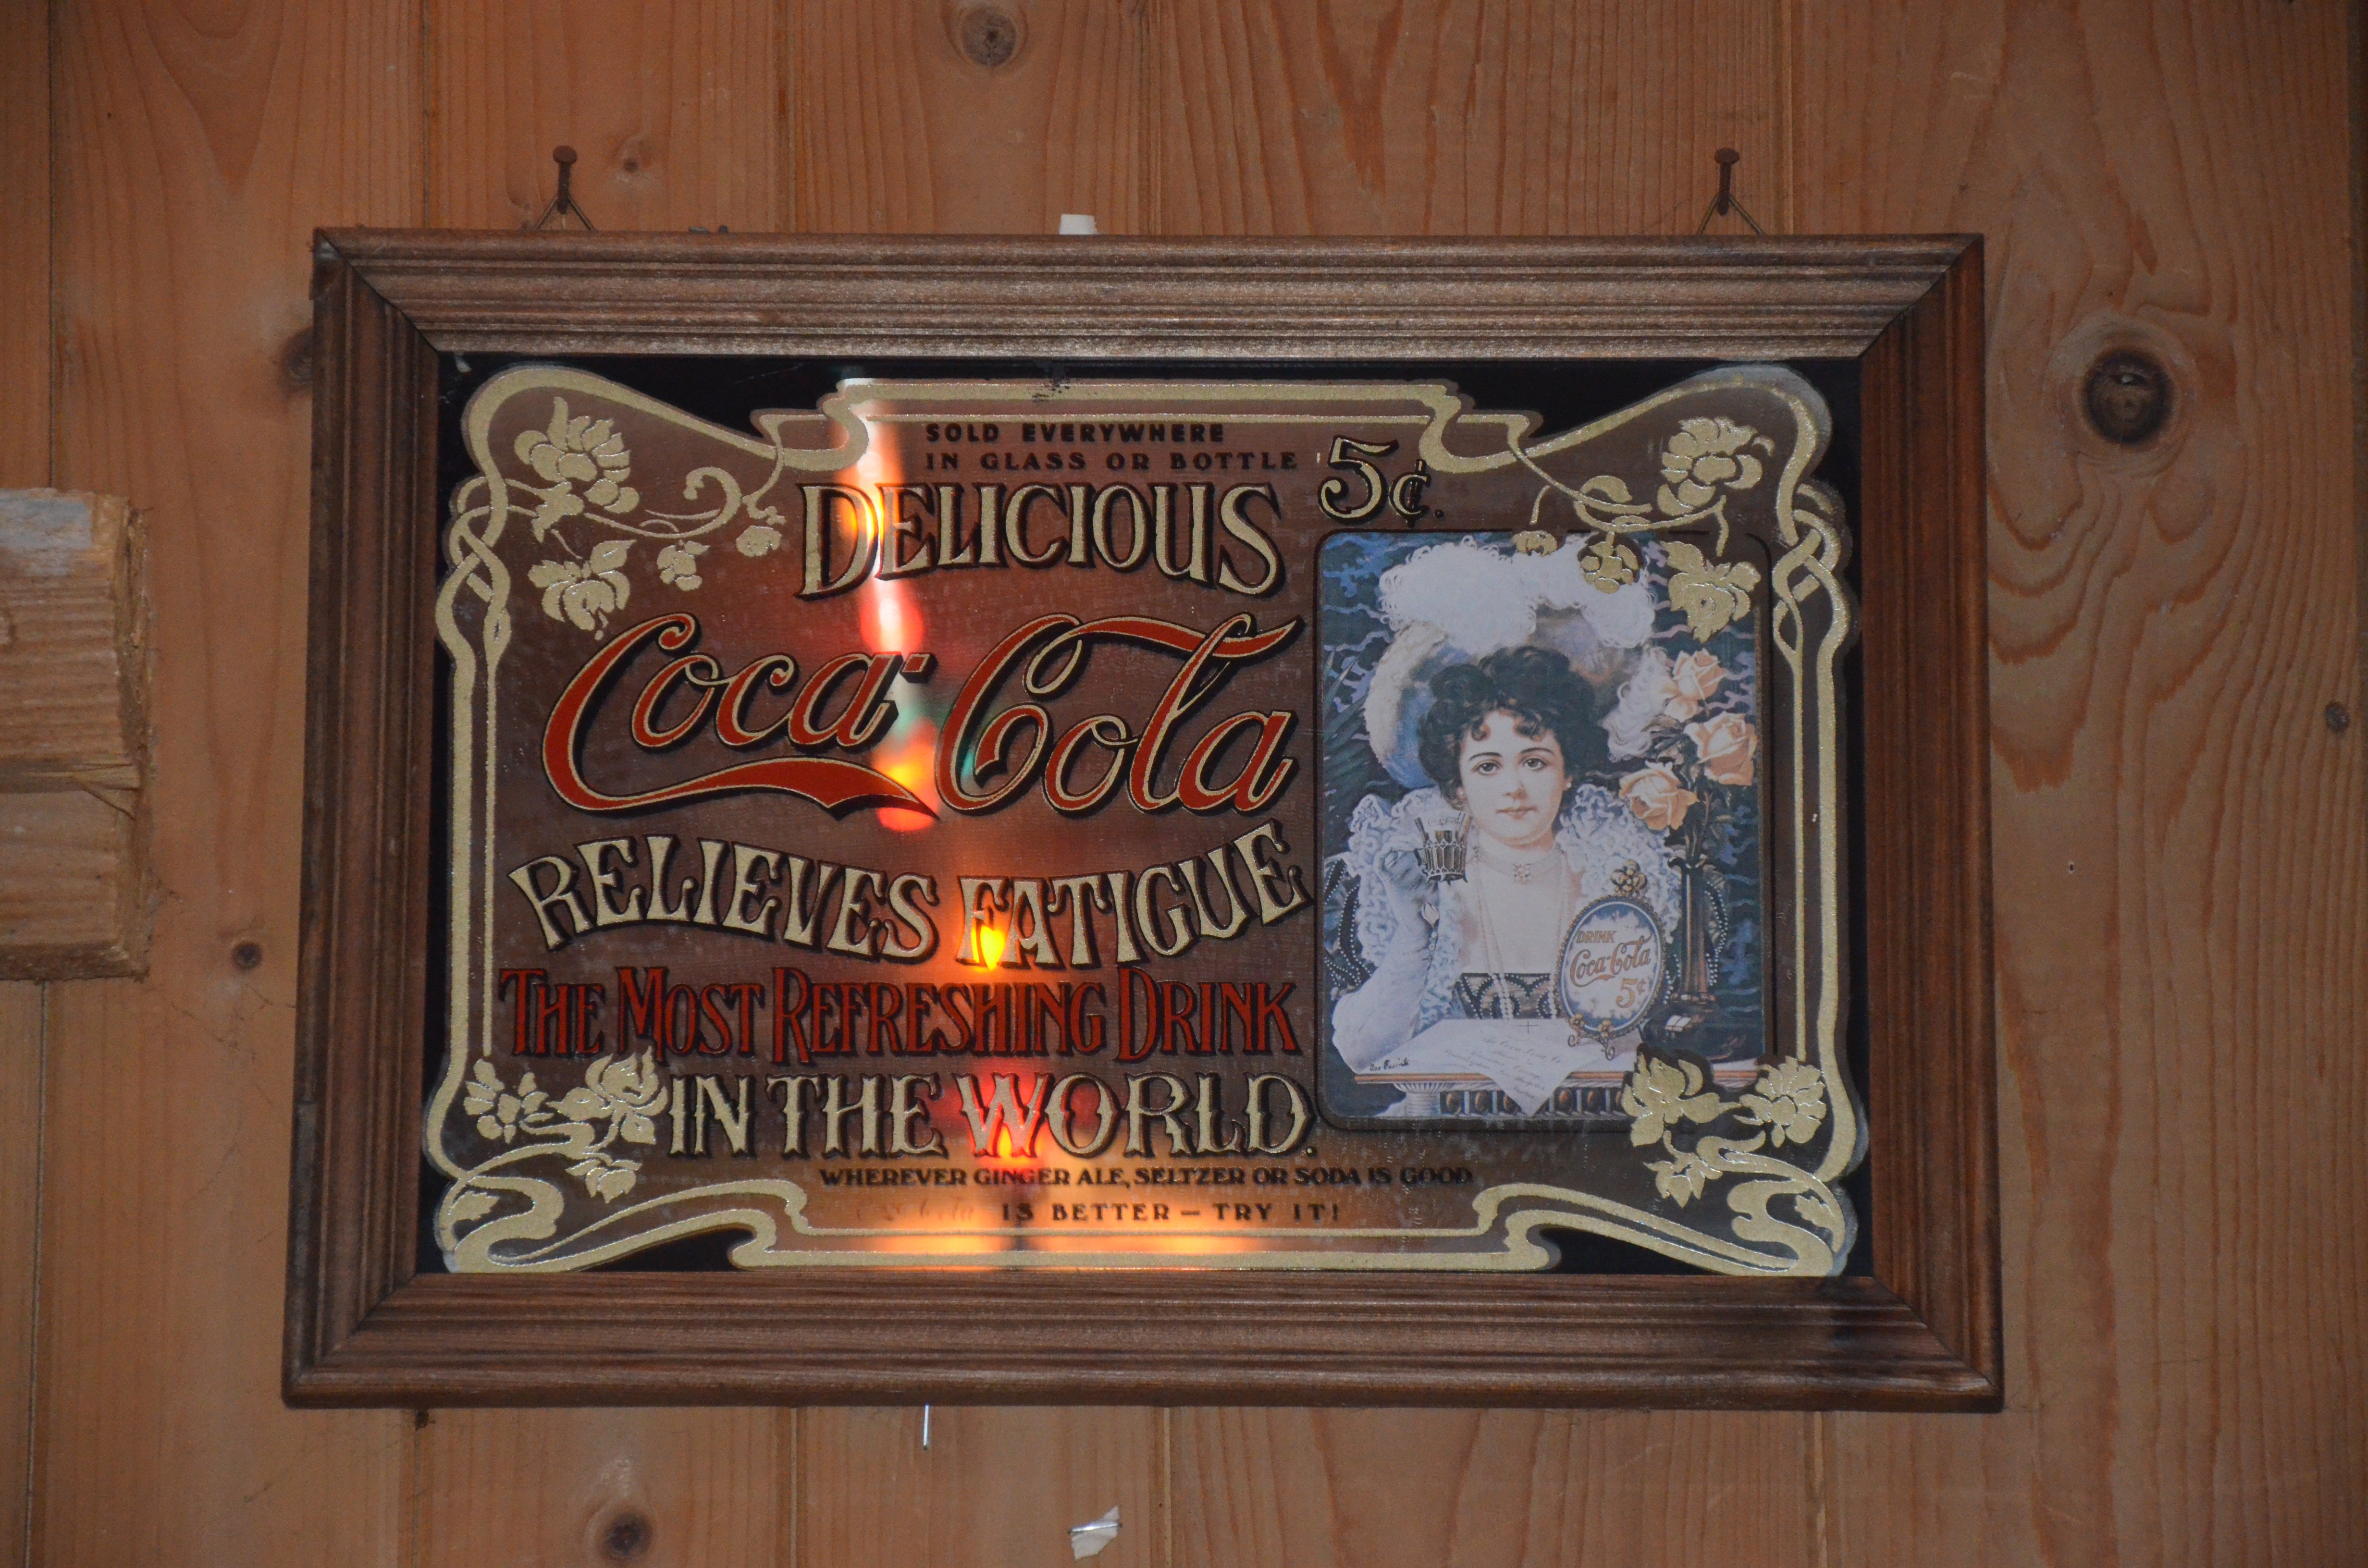 SOLD EVERYWHERE
IN GLASS OR BOTTLE 5¢.
DELICIOUS
Coca-Cola
RELIEVES FATIGUE
THE MOST REFRESHING DRINK
IN THE WORLD.
WHEREVER GINGER ALE, SELTZER OR SODA IS GOOD
IS BETTER – TRY IT!
DRINK
Coca-Cola
5¢